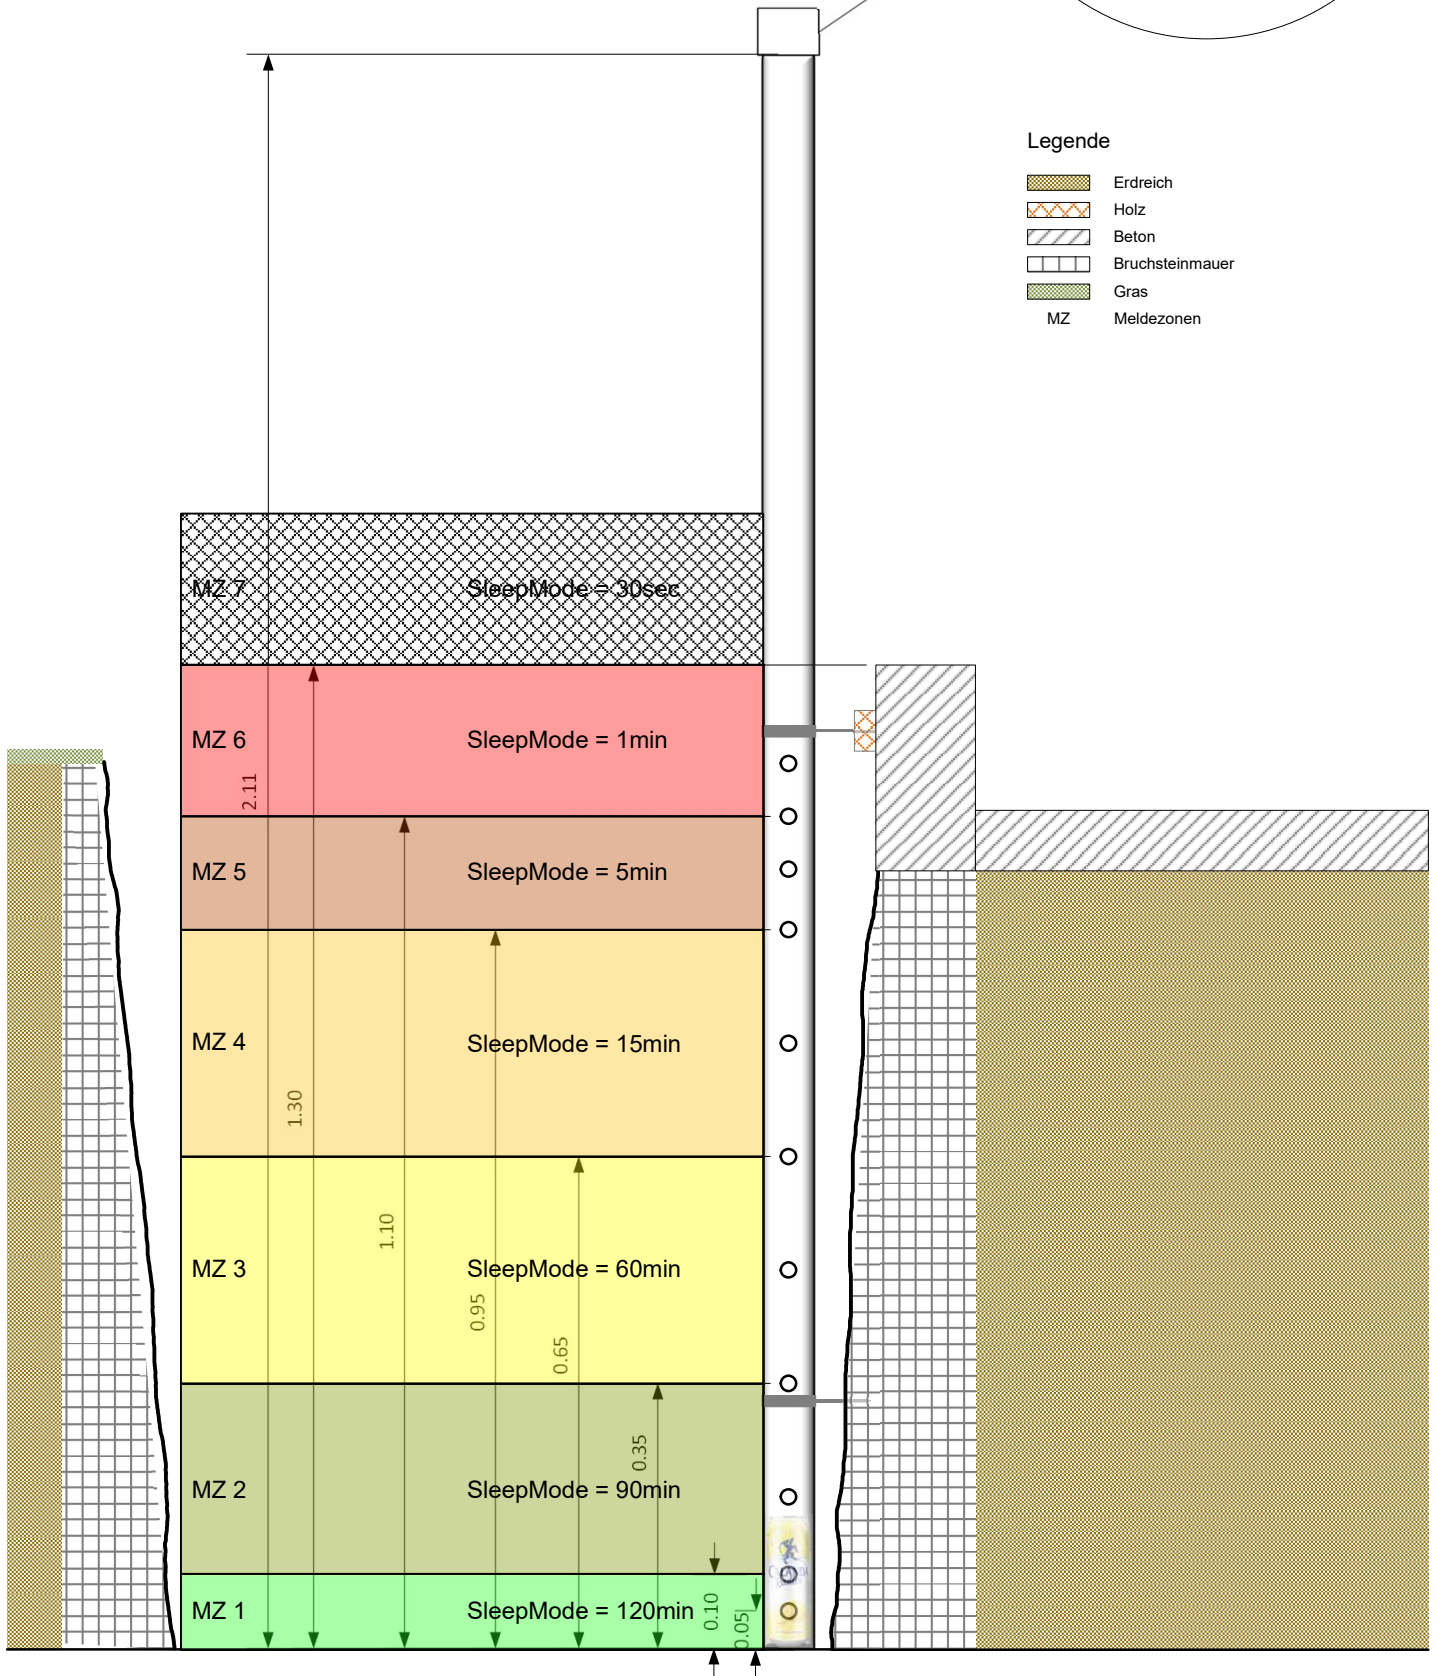 Legende
Erdreich
Holz
Beton
Bruchsteinmauer
Gras
MZ Meldezonen
MZ 7 SleepMode = 30sec
MZ 6 SleepMode = 1min
2.11
MZ 5 SleepMode = 5min
MZ 4 SleepMode = 15min
1.30
1.10
MZ 3 SleepMode = 60min
0.95
0.65
0.35
MZ 2 SleepMode = 90min
MZ 1 SleepMode = 120min
0.10
0.05